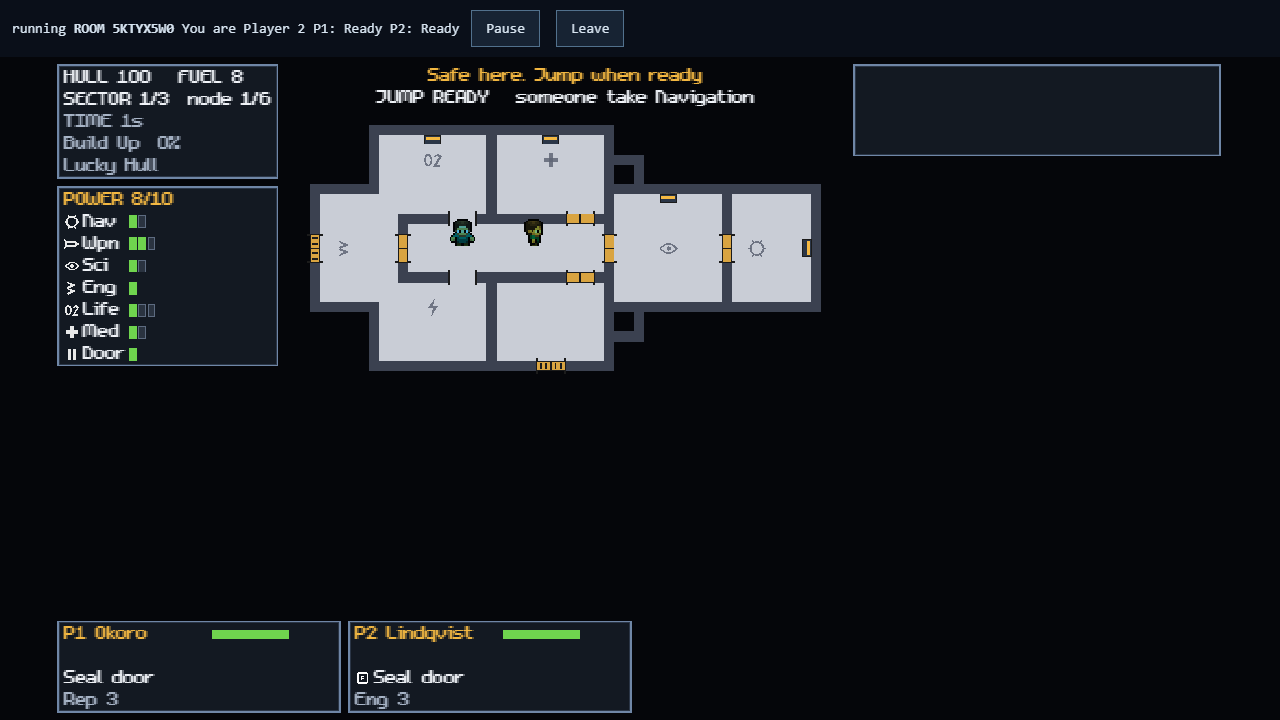 running ROOM 5KTYX5W0 You are Player 2 P1: Ready P2: Ready Pause Leave
HULL 100 FUEL 8
SECTOR 1/3 node 1/6
TIME 1s
Build Up 0%
Lucky Hull
Safe here. Jump when ready
JUMP READY someone take Navigation
POWER 8/10
Nav
Wpn
Sci
Eng
O2 Life
Med
Door
O2
P1 Okoro
Seal door
Rep 3
P2 Lindqvist
E Seal door
Eng 3